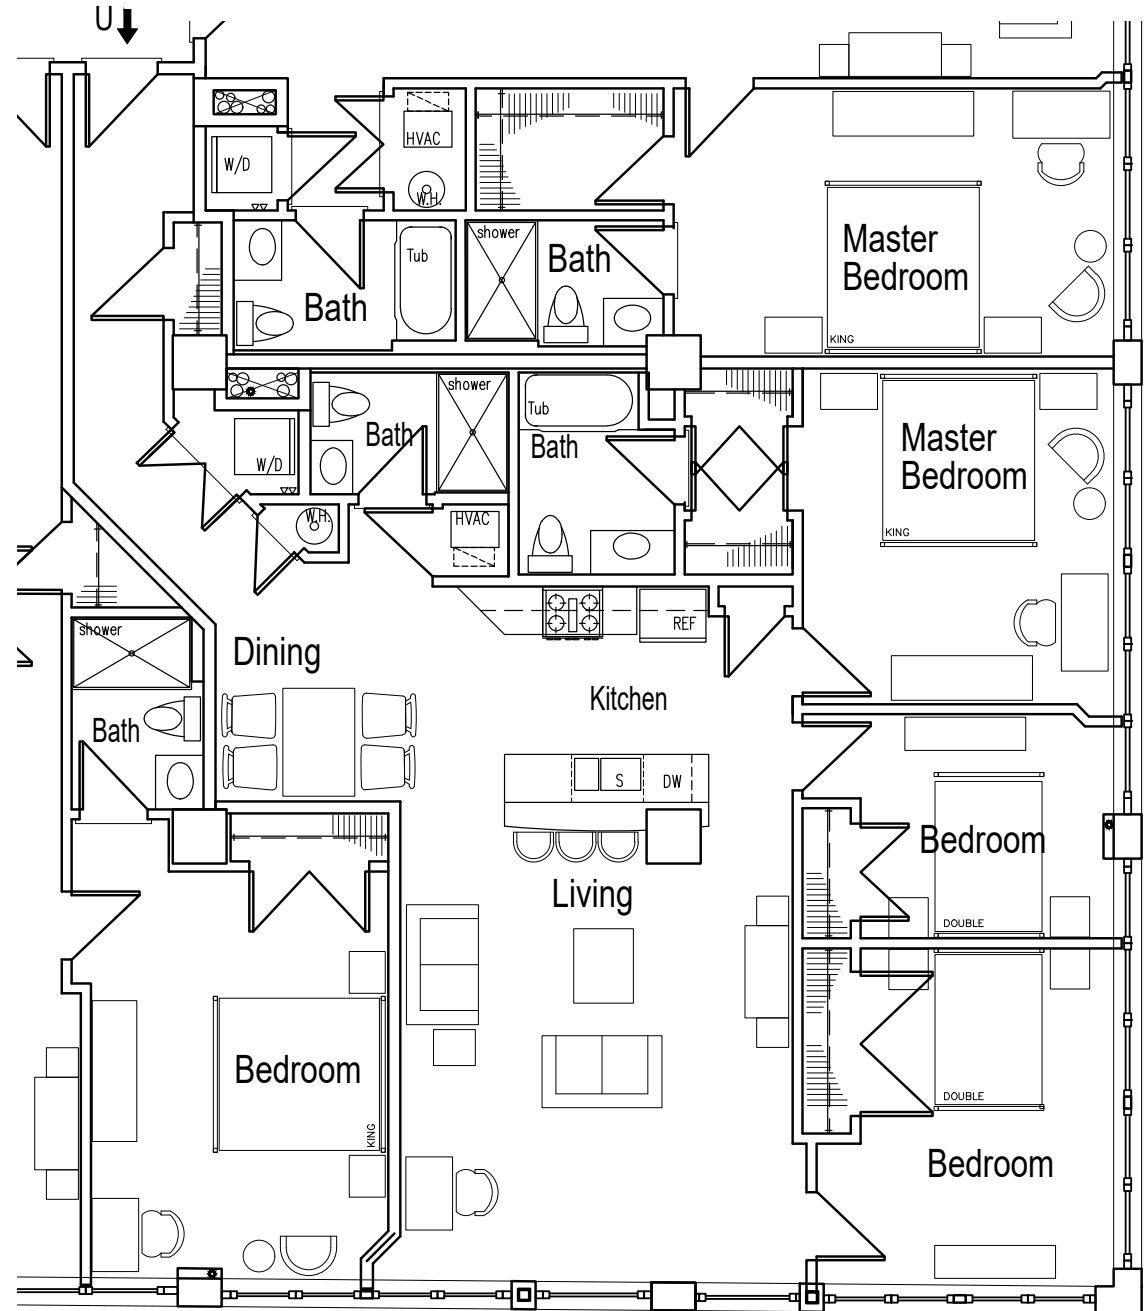 U
HVAC
W/D
W.H.
Tub
shower
Bath
Bath
Master
Bedroom
KING
shower
Tub
Bath
Bath
W/D
Master
Bedroom
KING
W.H.
HVAC
REF
shower
Dining
Kitchen
Bath
S
DW
Bedroom
Living
DOUBLE
Bedroom
KING
DOUBLE
Bedroom